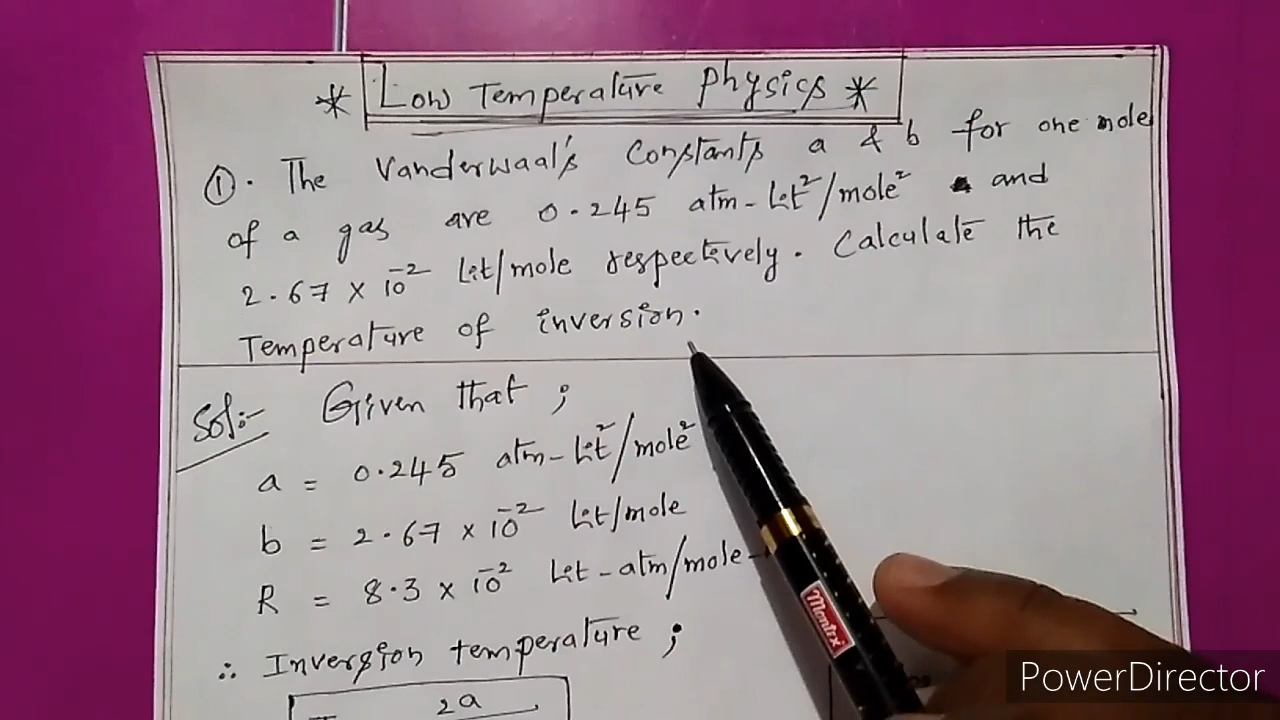 * Low Temperature Physics *
①. The Vanderwaal's Constants a & b for one mole
of a gas are 0.245 atm-Lit²/mole² and
2.67 × 10⁻² Lit/mole respectively. Calculate the
Temperature of inversion.
Sol:- Given that ;
a = 0.245 atm-Lit²/mole²
b = 2.67 × 10⁻² Lit/mole
R = 8.3 × 10⁻² Lit-atm/mole-
∴ Inversion temperature ;
2a
Montex
PowerDirector